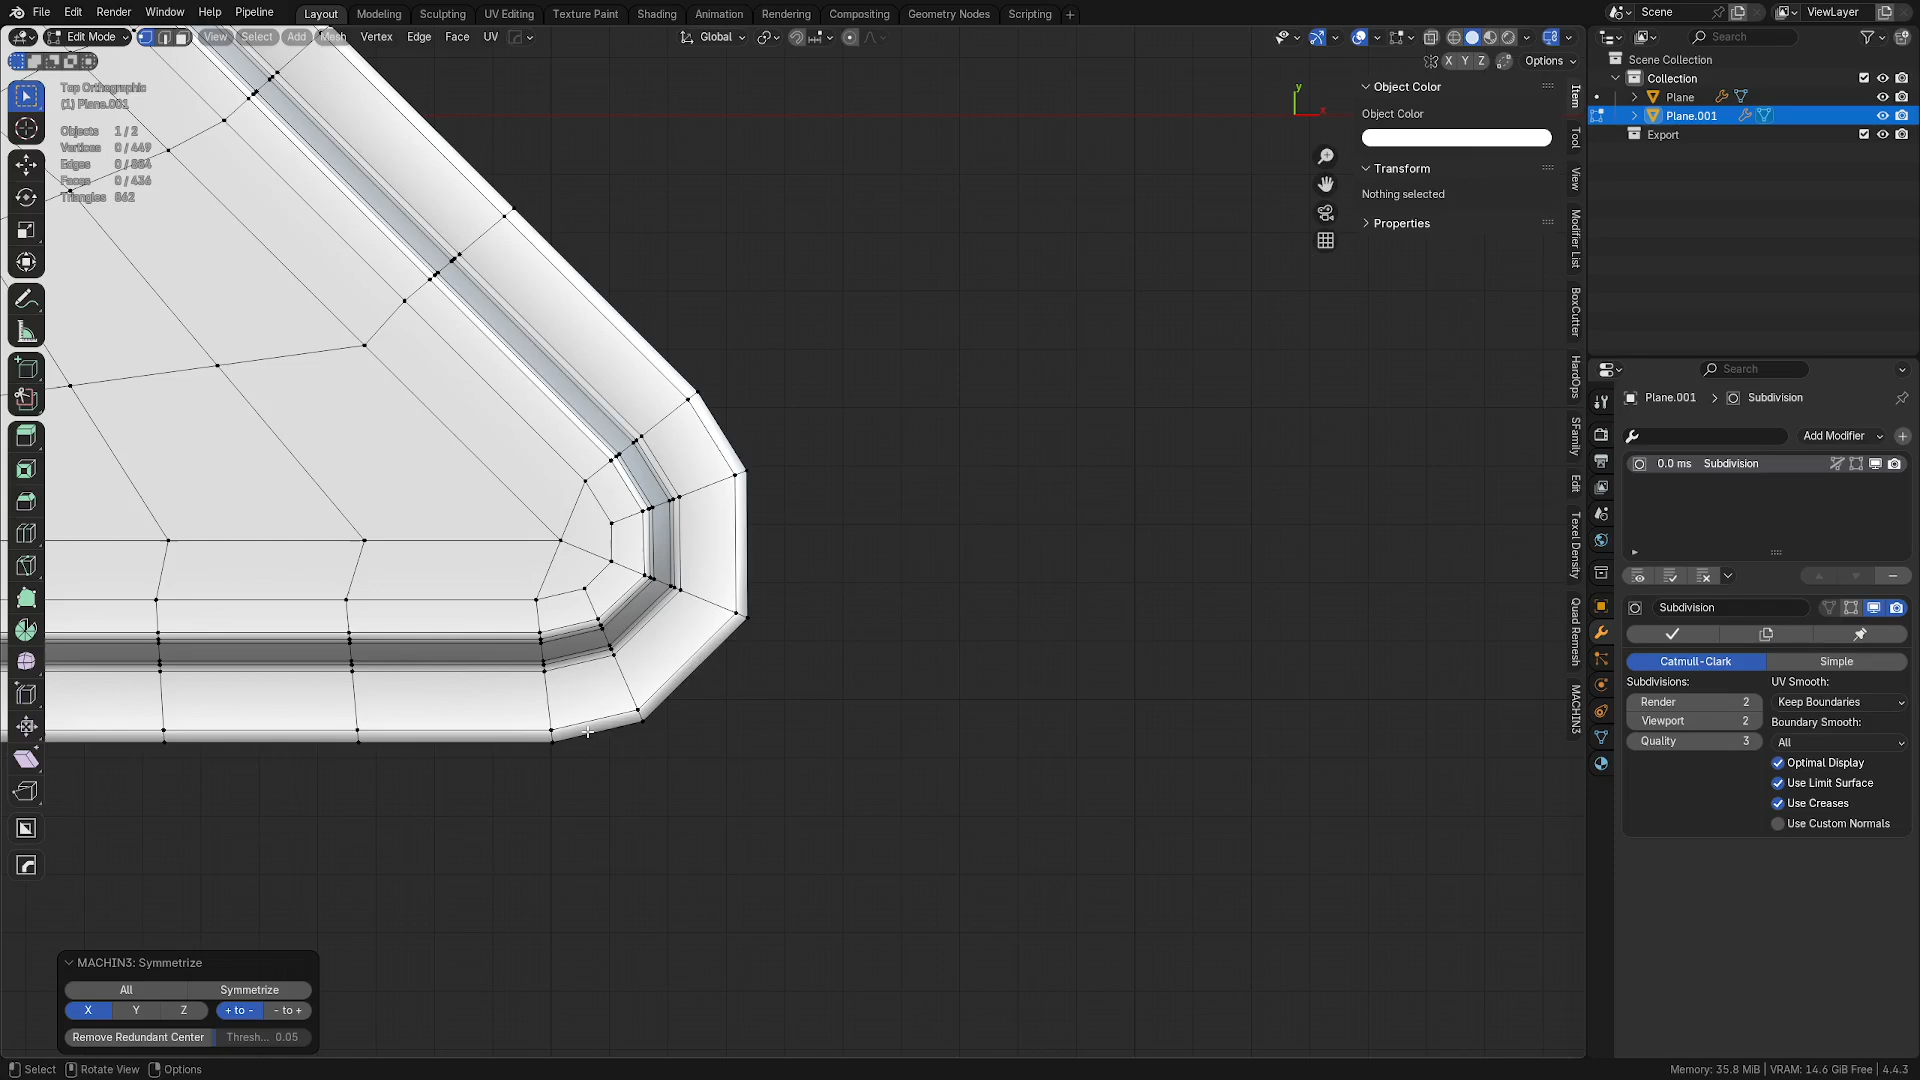 File Edit Render Window Help Pipeline Layout Modeling Sculpting UV Editing Texture Paint Shading Animation Rendering Compositing Geometry Nodes Scripting + Scene ViewLayer
Edit Mode View Select Add Mesh Vertex Edge Face UV Global Search
X Y Z Options
Top Orthographic
(1) Plane.001
Objects 1 / 2
Vertices 0 / 449
Edges 0 / 884
Faces 0 / 436
Triangles 862
y
x
Object Color
Object Color
Transform
Nothing selected
Properties
Item
Tool
View
Modifier List
BoxCutter
HardOps
SFamily
Edit
Texel Density
Quad Remesh
MACHIN3
Scene Collection
Collection
Plane
Plane.001
Export
Search
Plane.001 > Subdivision
Add Modifier
0.0 ms Subdivision
Subdivision
Catmull-Clark Simple
Subdivisions: UV Smooth:
Render 2 Keep Boundaries
Viewport 2 Boundary Smooth:
Quality 3 All
Optimal Display
Use Limit Surface
Use Creases
Use Custom Normals
MACHIN3: Symmetrize
All Symmetrize
X Y Z + to - - to +
Remove Redundant Center Thresh... 0.05
Select Rotate View Options Memory: 35.8 MiB | VRAM: 14.6 GiB Free | 4.4.3